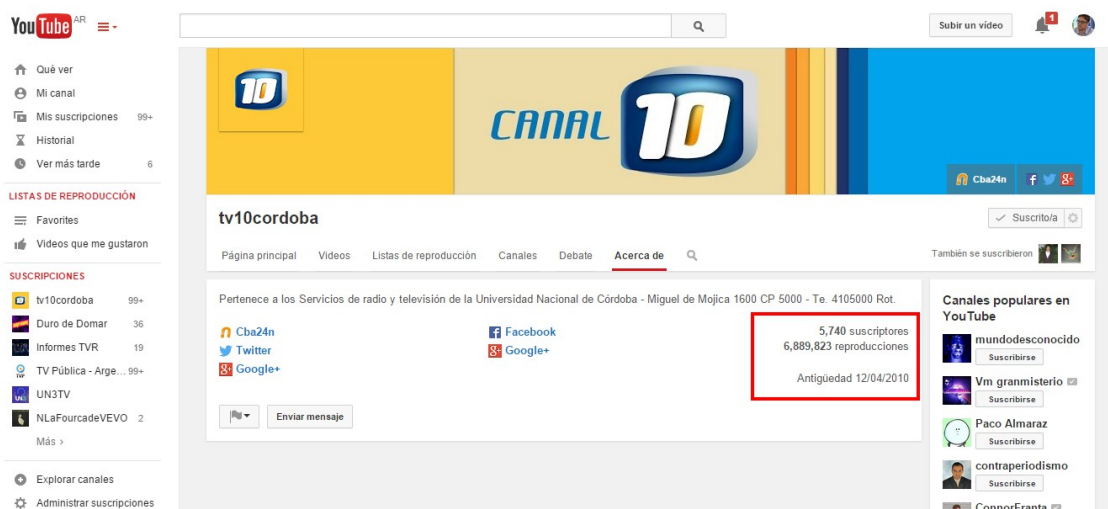 You Tube AR
Subir un vídeo
1
Qué ver
Mi canal
Mis suscripciones 99+
Historial
Ver más tarde 6
LISTAS DE REPRODUCCIÓN
Favorites
Videos que me gustaron
SUSCRIPCIONES
tv10cordoba 99+
Duro de Domar 36
Informes TVR 19
TV Pública - Arge... 99+
UN3TV
NLaFourcadeVEVO 2
Más >
Explorar canales
Administrar suscripciones
10
CANAL 10
Cba24n
tv10cordoba
Suscrito/a
Página principal Videos Listas de reproducción Canales Debate Acerca de
También se suscribieron
Pertenece a los Servicios de radio y televisión de la Universidad Nacional de Córdoba - Miguel de Mojica 1600 CP 5000 - Te. 4105000 Rot.
Cba24n
Twitter
Google+
Facebook
Google+
5,740 suscriptores
6,889,823 reproducciones
Antigüedad 12/04/2010
Enviar mensaje
Canales populares en
YouTube
mundodesconocido
Suscribirse
Vm granmisterio
Suscribirse
Paco Almaraz
Suscribirse
contraperiodismo
Suscribirse
ConnorFranta